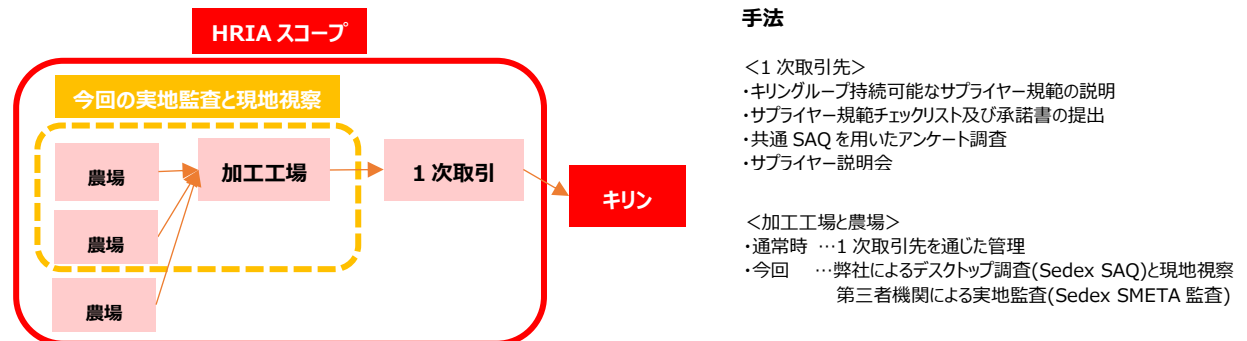 HRIA スコープ
今回の実地監査と現地視察
農場
加工工場
1 次取引
キリン
農場
農場
手法
＜1 次取引先＞
・キリングループ持続可能なサプライヤー規範の説明
・サプライヤー規範チェックリスト及び承諾書の提出
・共通 SAQ を用いたアンケート調査
・サプライヤー説明会
＜加工工場と農場＞
・通常時 …1 次取引先を通じた管理
・今回 …弊社によるデスクトップ調査(Sedex SAQ)と現地視察
第三者機関による実地監査(Sedex SMETA 監査)